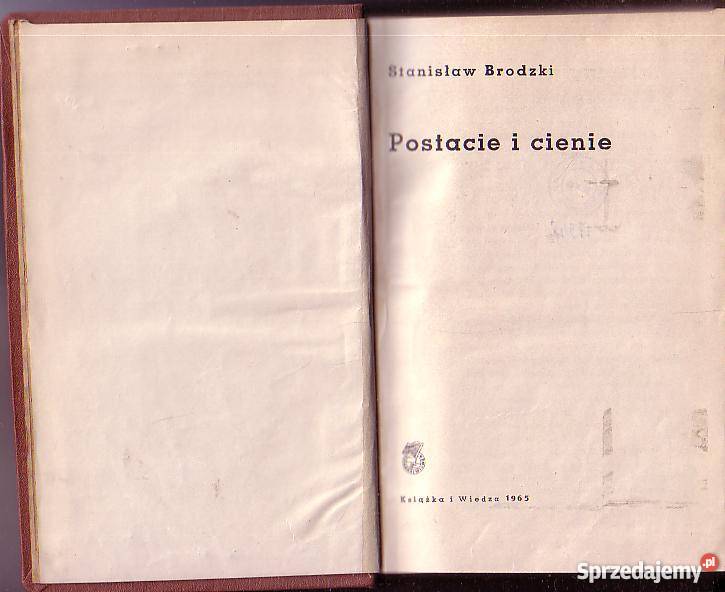 Stanisław Brodzki
Postacie i cienie
Książka i Wiedza 1965
Sprzedajemy.pl